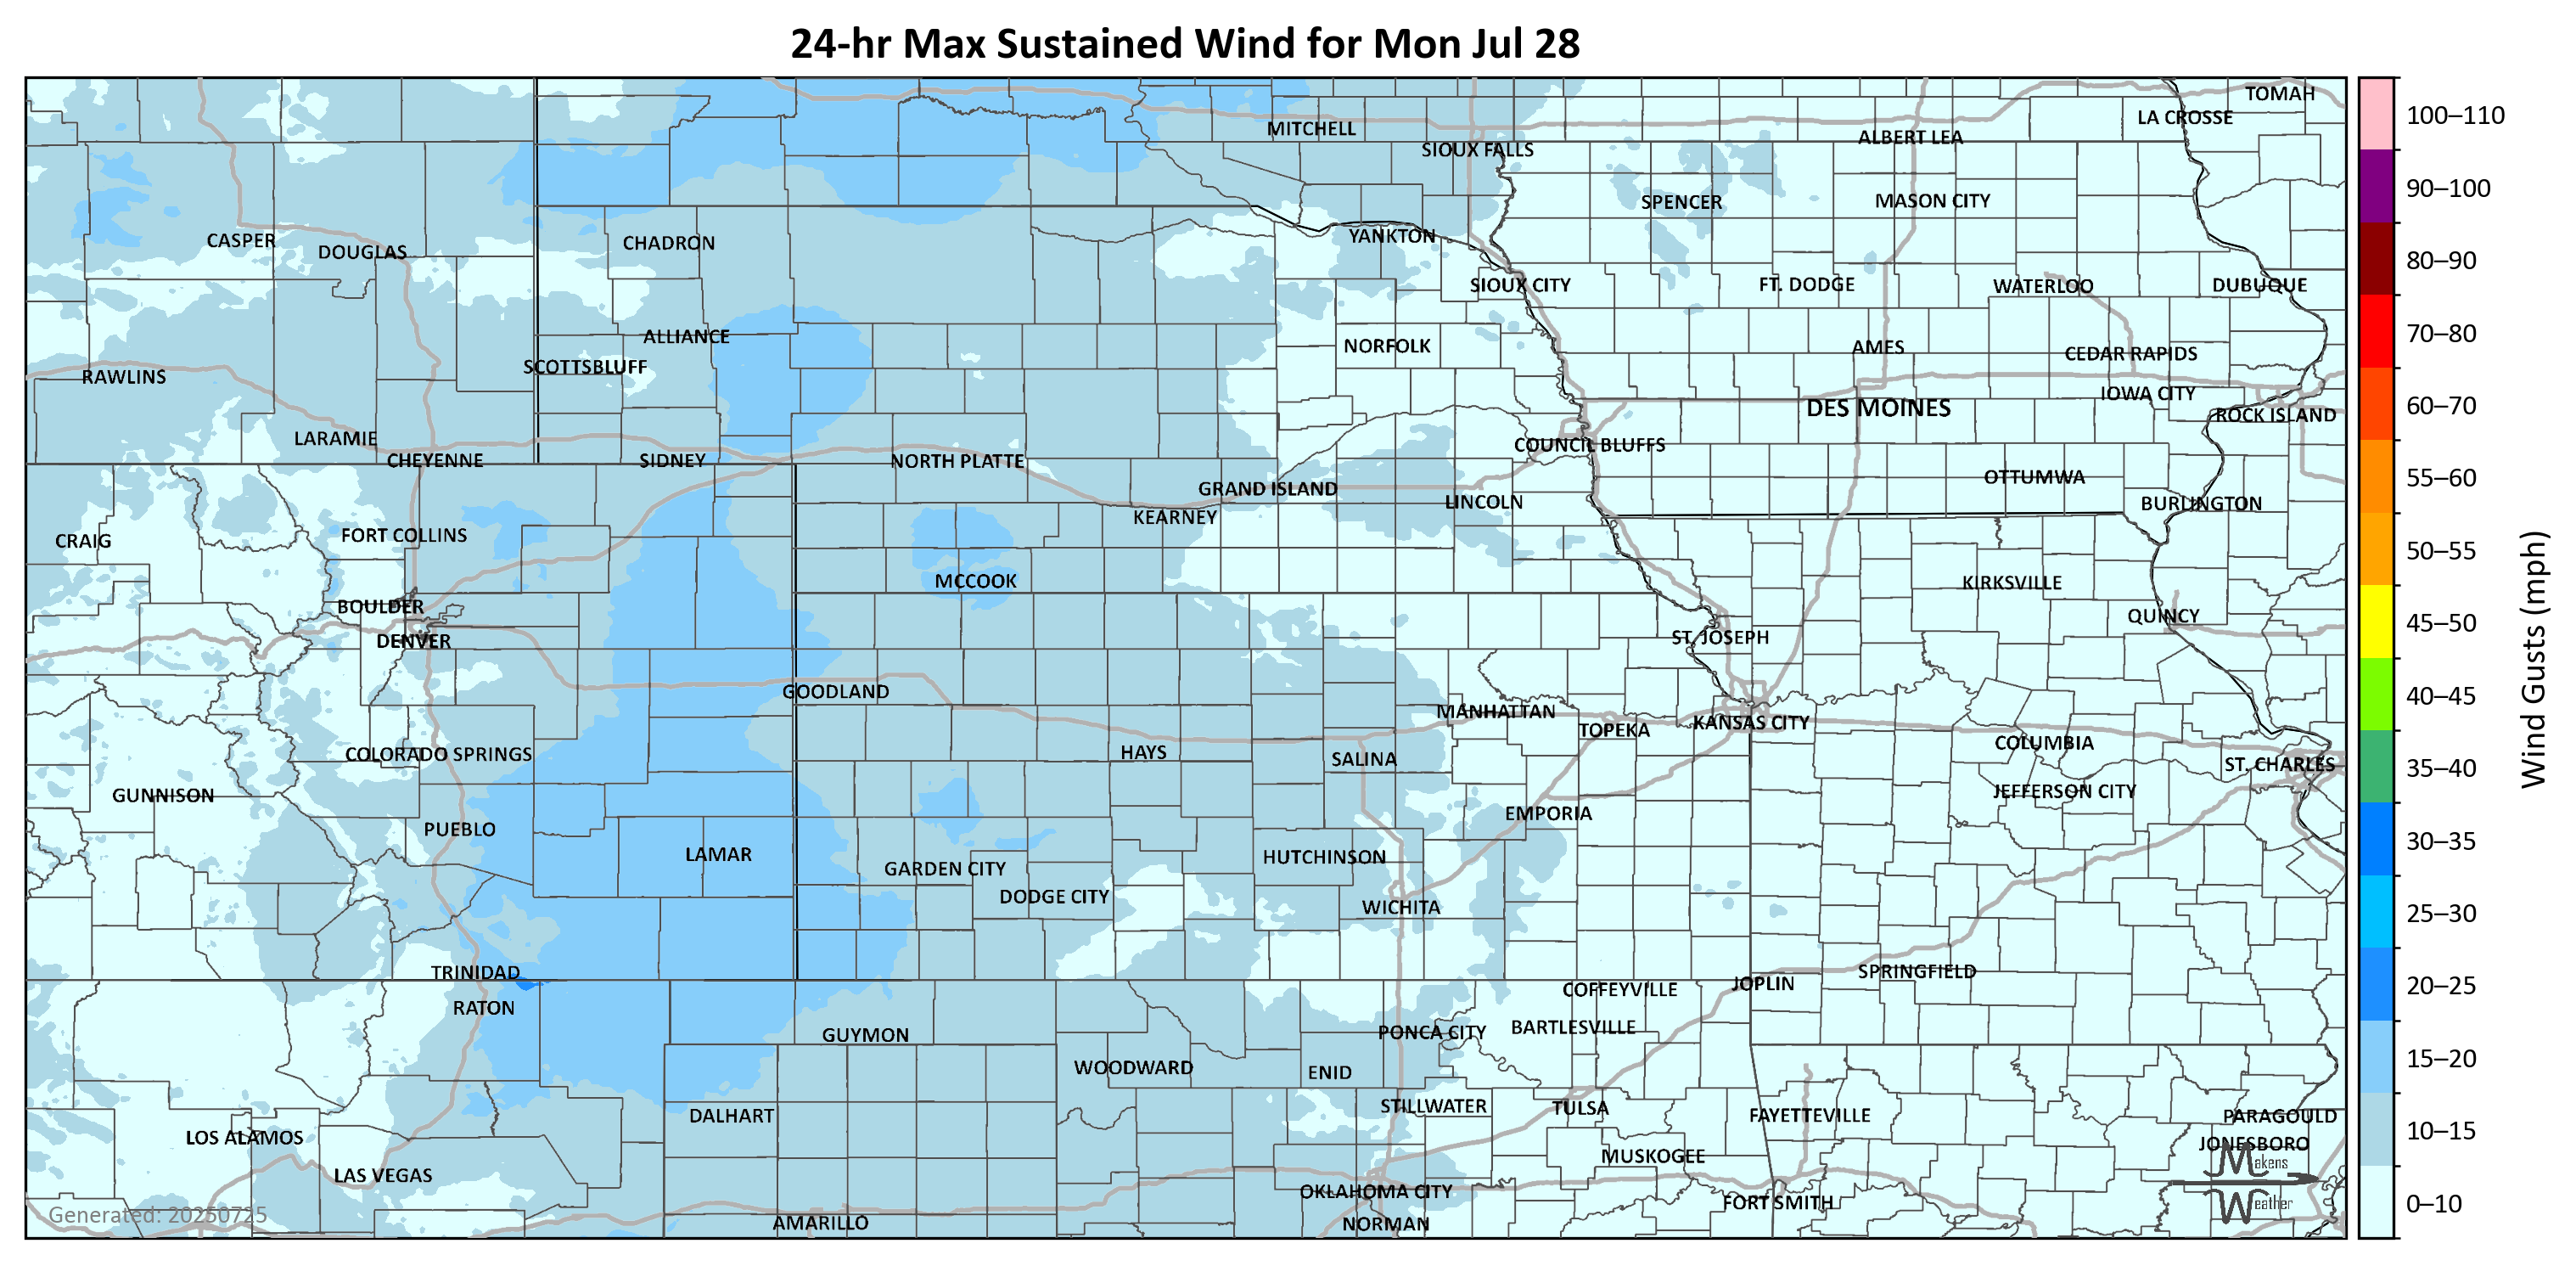 24-hr Max Sustained Wind for Mon Jul 28
TOMAH
LA CROSSE
MITCHELL
ALBERT LEA
SIOUX FALLS
SPENCER
MASON CITY
CASPER
DOUGLAS
CHADRON
YANKTON
SIOUX CITY
FT. DODGE
WATERLOO
DUBUQUE
ALLIANCE
NORFOLK
AMES
CEDAR RAPIDS
SCOTTSBLUFF
RAWLINS
IOWA CITY
DES MOINES
ROCK ISLAND
LARAMIE
COUNCIL BLUFFS
CHEYENNE
SIDNEY
NORTH PLATTE
OTTUMWA
GRAND ISLAND
LINCOLN
BURLINGTON
KEARNEY
CRAIG
FORT COLLINS
MCCOOK
KIRKSVILLE
BOULDER
QUINCY
DENVER
ST. JOSEPH
GOODLAND
MANHATTAN
TOPEKA
KANSAS CITY
COLORADO SPRINGS
HAYS
SALINA
COLUMBIA
ST. CHARLES
GUNNISON
JEFFERSON CITY
EMPORIA
PUEBLO
LAMAR
HUTCHINSON
GARDEN CITY
DODGE CITY
WICHITA
TRINIDAD
SPRINGFIELD
JOPLIN
COFFEYVILLE
RATON
GUYMON
PONCA CITY
BARTLESVILLE
WOODWARD
ENID
STILLWATER
TULSA
DALHART
FAYETTEVILLE
PARAGOULD
LOS ALAMOS
JONESBORO
MUSKOGEE
LAS VEGAS
OKLAHOMA CITY
FORT SMITH
AMARILLO
NORMAN
Generated: 20250725
Makens
Weather
100–110
90–100
80–90
70–80
60–70
55–60
50–55
45–50
40–45
35–40
30–35
25–30
20–25
15–20
10–15
0–10
Wind Gusts (mph)